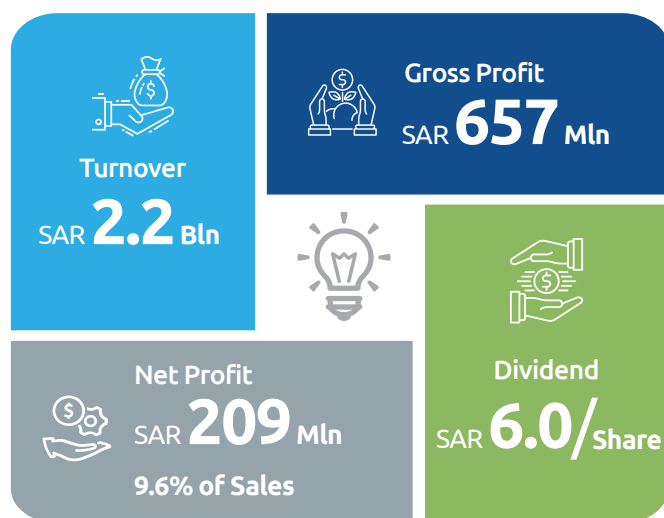 Turnover
SAR 2.2 Bln
Gross Profit
SAR 657 Mln
Net Profit
SAR 209 Mln
9.6% of Sales
Dividend
SAR 6.0/Share